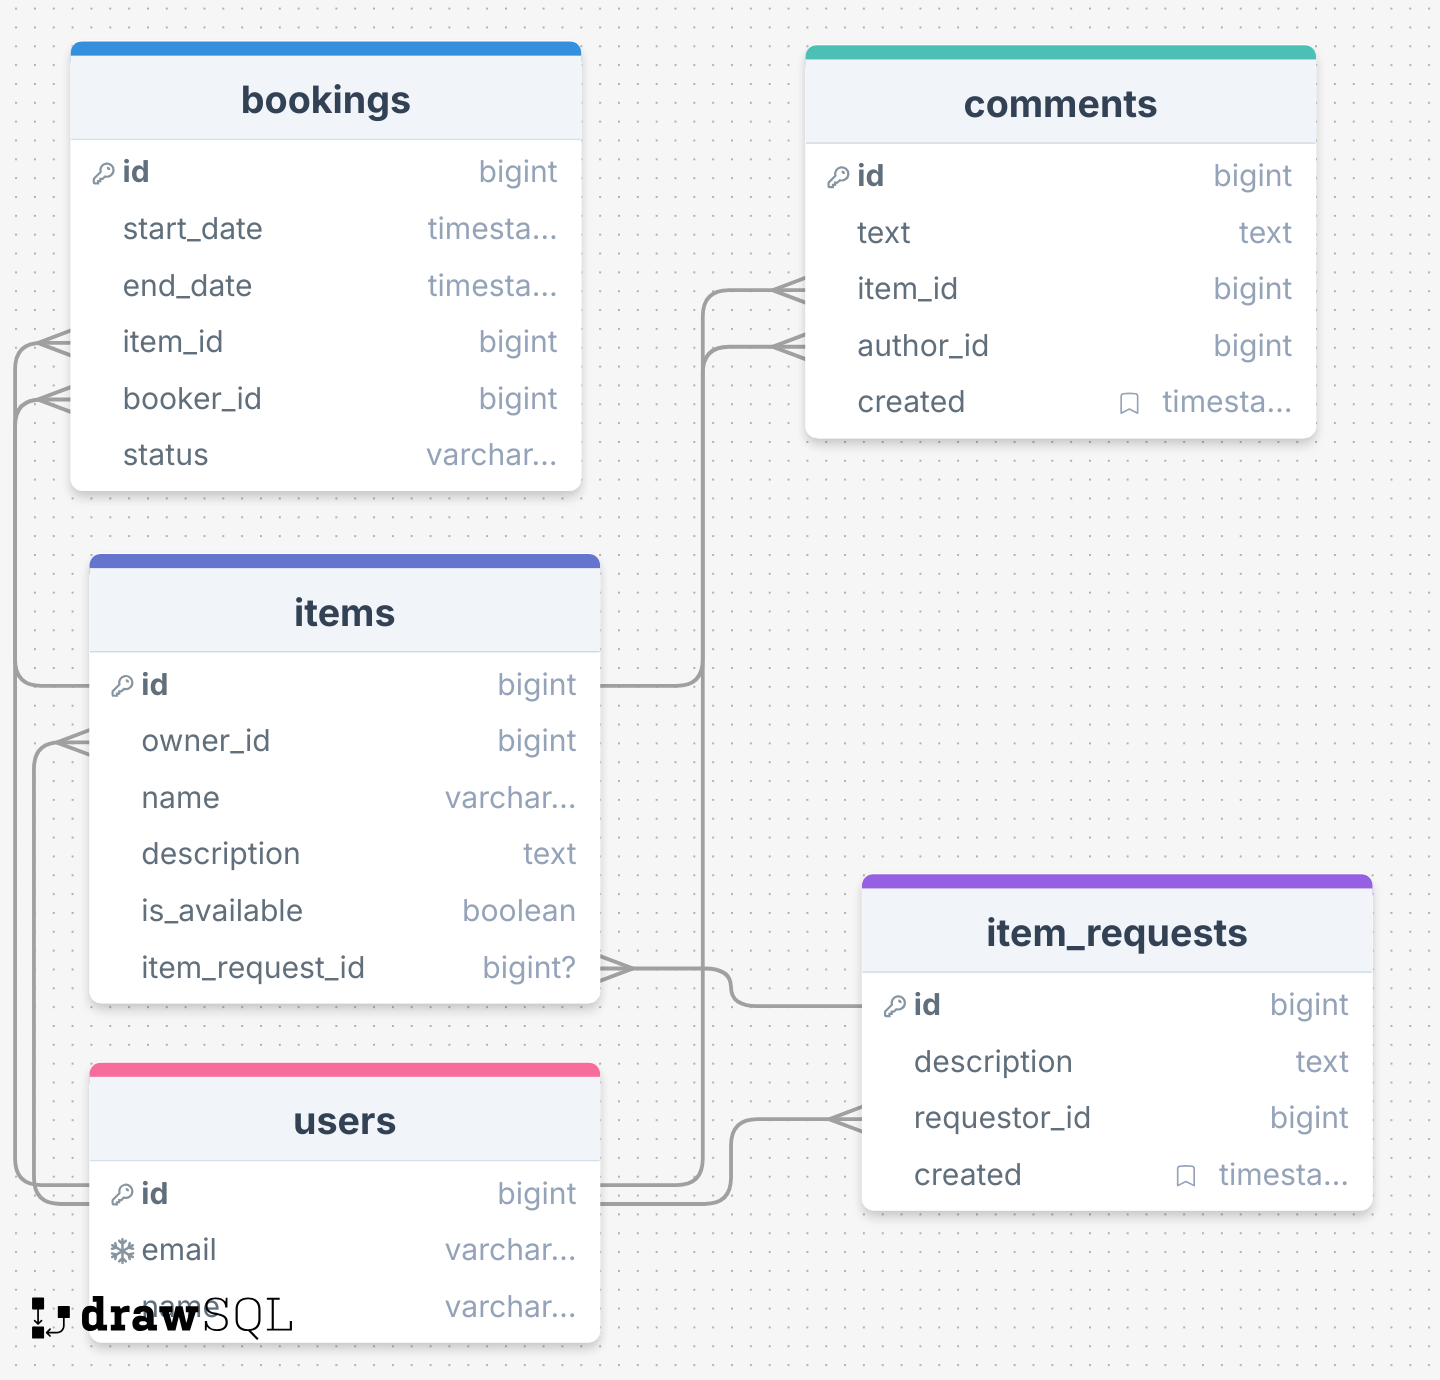 bookings
id bigint
start_date timesta...
end_date timesta...
item_id bigint
booker_id bigint
status varchar...
comments
id bigint
text text
item_id bigint
author_id bigint
created timesta...
items
id bigint
owner_id bigint
name varchar...
description text
is_available boolean
item_request_id bigint?
item_requests
id bigint
description text
requestor_id bigint
created timesta...
users
id bigint
email varchar...
name varchar...
drawSQL